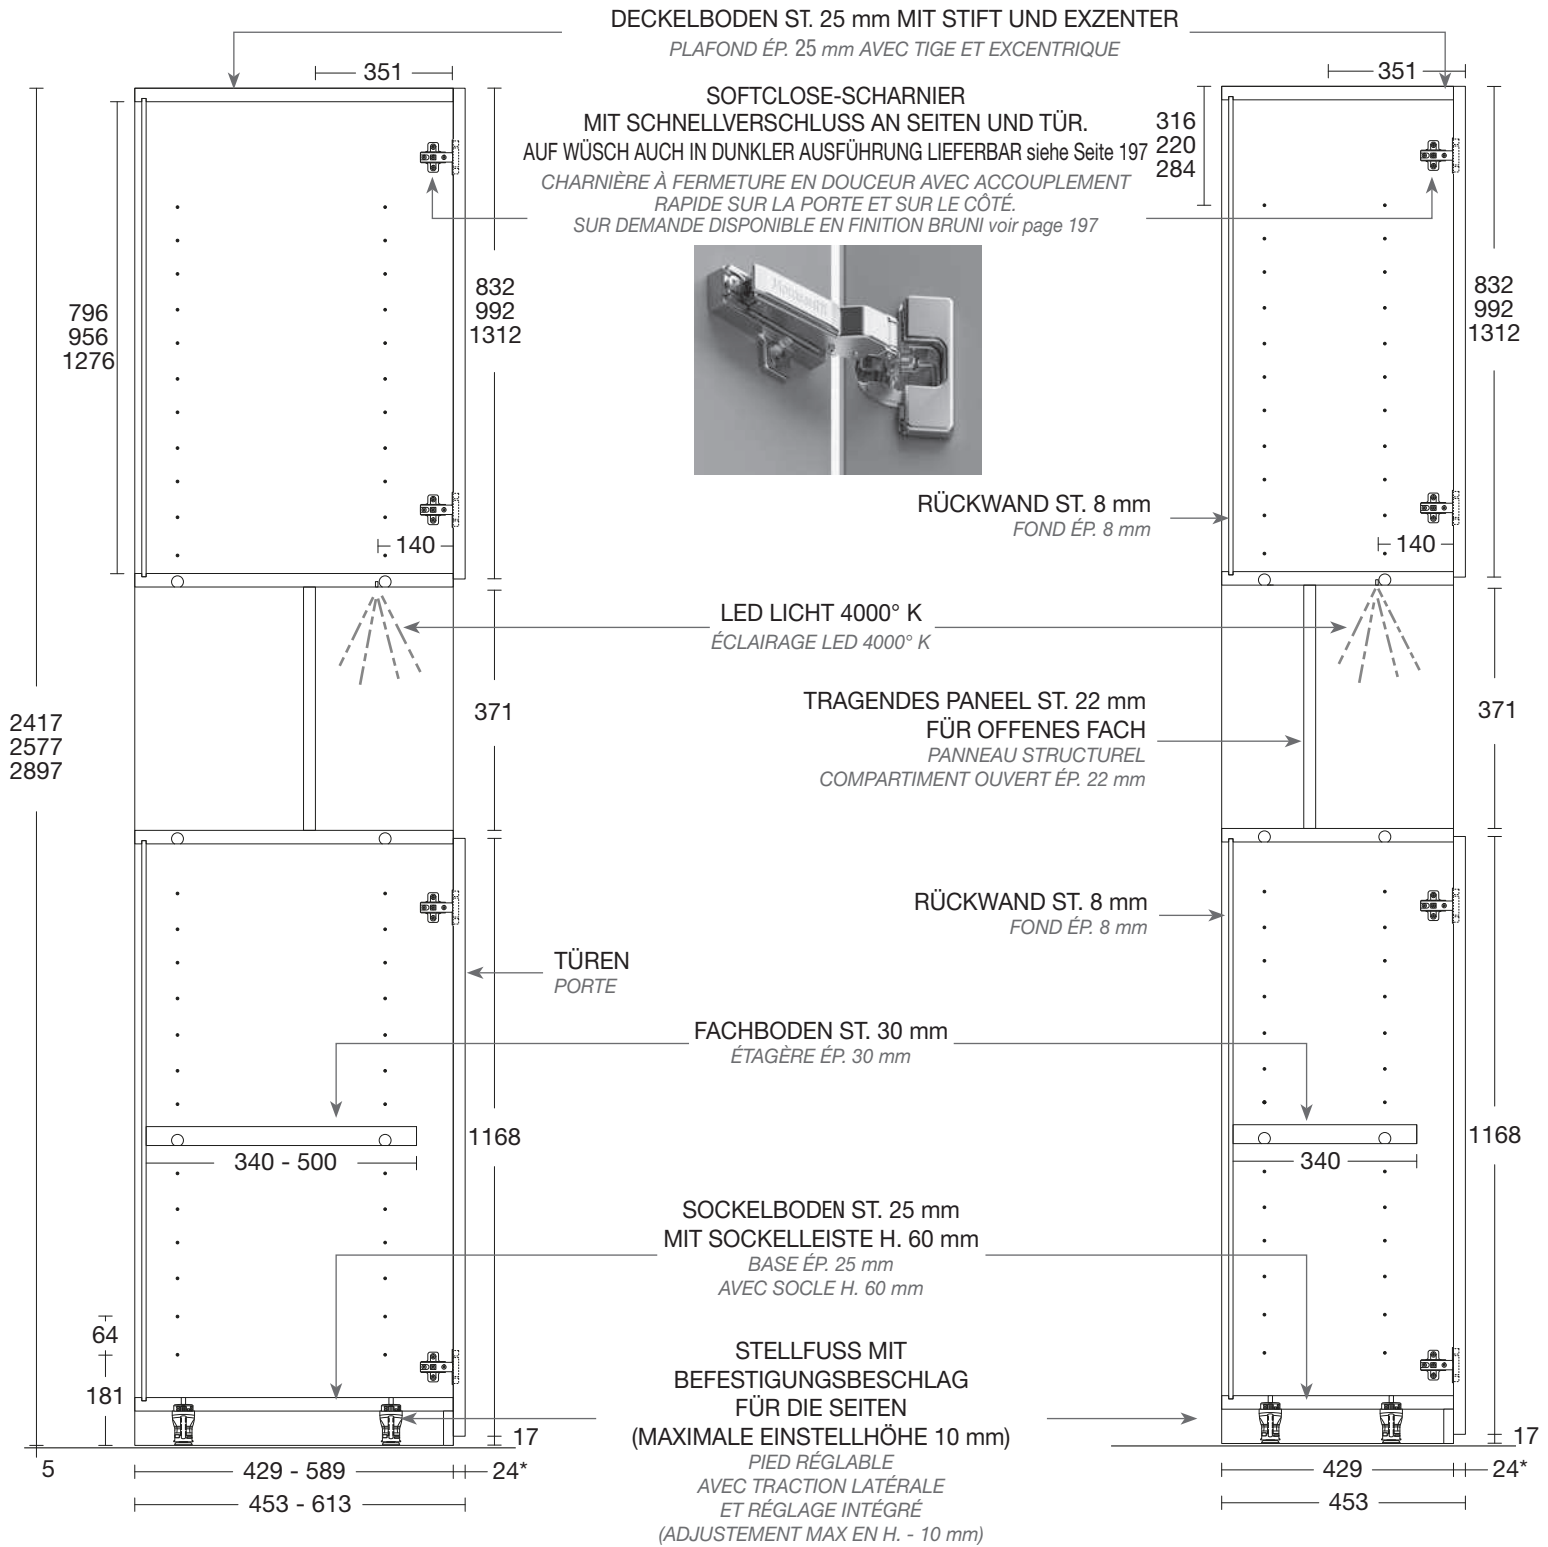 DECKELBODEN ST. 25 mm MIT STIFT UND EXZENTER
PLAFOND ÉP. 25 mm AVEC TIGE ET EXCENTRIQUE
351
351
SOFTCLOSE-SCHARNIER
MIT SCHNELLVERSCHLUSS AN SEITEN UND TÜR.
AUF WÜSCH AUCH IN DUNKLER AUSFÜHRUNG LIEFERBAR siehe Seite 197
CHARNIÈRE À FERMETURE EN DOUCEUR AVEC ACCOUPLEMENT
RAPIDE SUR LA PORTE ET SUR LE CÔTÉ.
SUR DEMANDE DISPONIBLE EN FINITION BRUNI voir page 197
316
220
284
796
956
1276
832
992
1312
832
992
1312
RÜCKWAND ST. 8 mm
FOND ÉP. 8 mm
140
140
LED LICHT 4000° K
ÉCLAIRAGE LED 4000° K
2417
2577
2897
371
TRAGENDES PANEEL ST. 22 mm
FÜR OFFENES FACH
PANNEAU STRUCTUREL
COMPARTIMENT OUVERT ÉP. 22 mm
371
RÜCKWAND ST. 8 mm
FOND ÉP. 8 mm
TÜREN
PORTE
FACHBODEN ST. 30 mm
ÉTAGÈRE ÉP. 30 mm
1168
1168
340 - 500
340
SOCKELBODEN ST. 25 mm
MIT SOCKELLEISTE H. 60 mm
BASE ÉP. 25 mm
AVEC SOCLE H. 60 mm
64
181
STELLFUSS MIT
BEFESTIGUNGSBESCHLAG
FÜR DIE SEITEN
(MAXIMALE EINSTELLHÖHE 10 mm)
PIED RÉGLABLE
AVEC TRACTION LATÉRALE
ET RÉGLAGE INTÉGRÉ
(ADJUSTEMENT MAX EN H. - 10 mm)
17
17
5
429 - 589
24*
453 - 613
429
24*
453